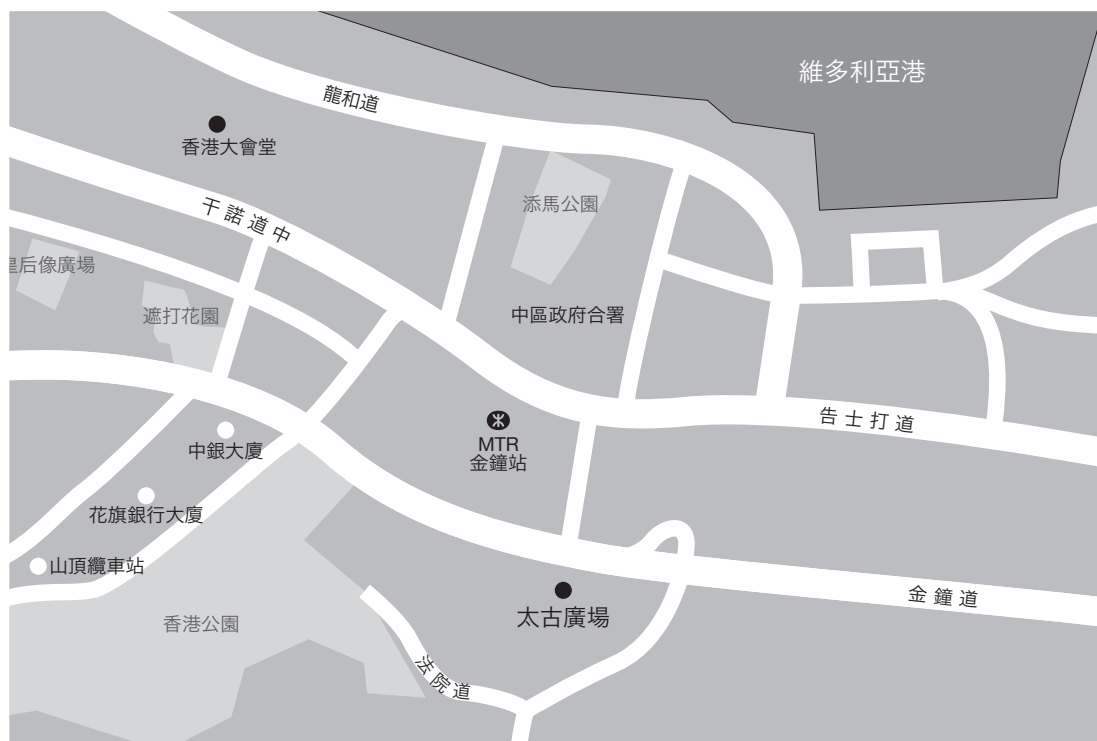 維多利亞港
龍和道
香港大會堂
添馬公園
干諾道中
皇后像廣場
遮打花園
中區政府合署
告士打道
MTR
金鐘站
中銀大廈
花旗銀行大廈
山頂纜車站
太古廣場
金鐘道
香港公園
法院道